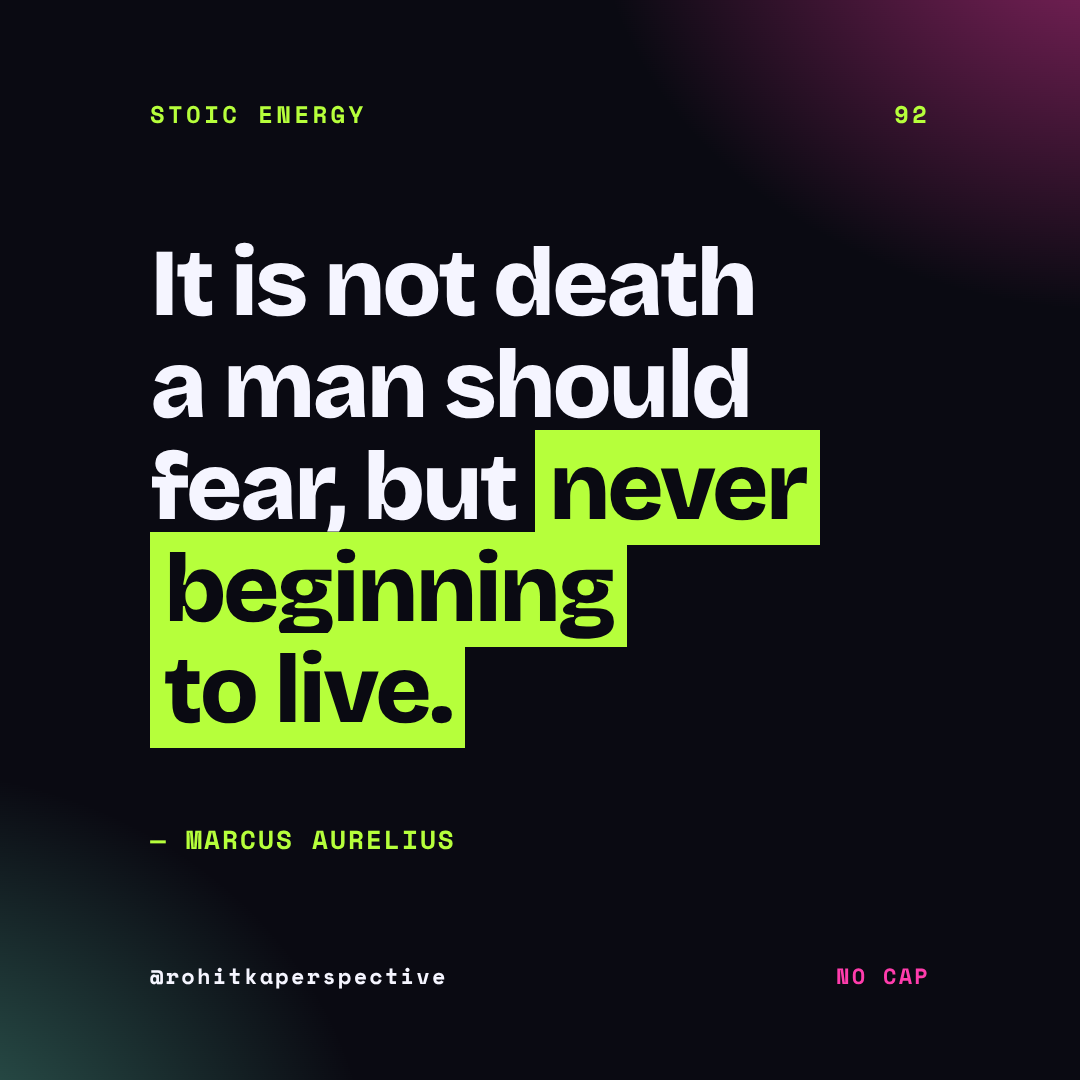 STOIC ENERGY
92
It is not death
a man should
fear, but never
beginning
to live.
— MARCUS AURELIUS
@rohitkaperspective
NO CAP